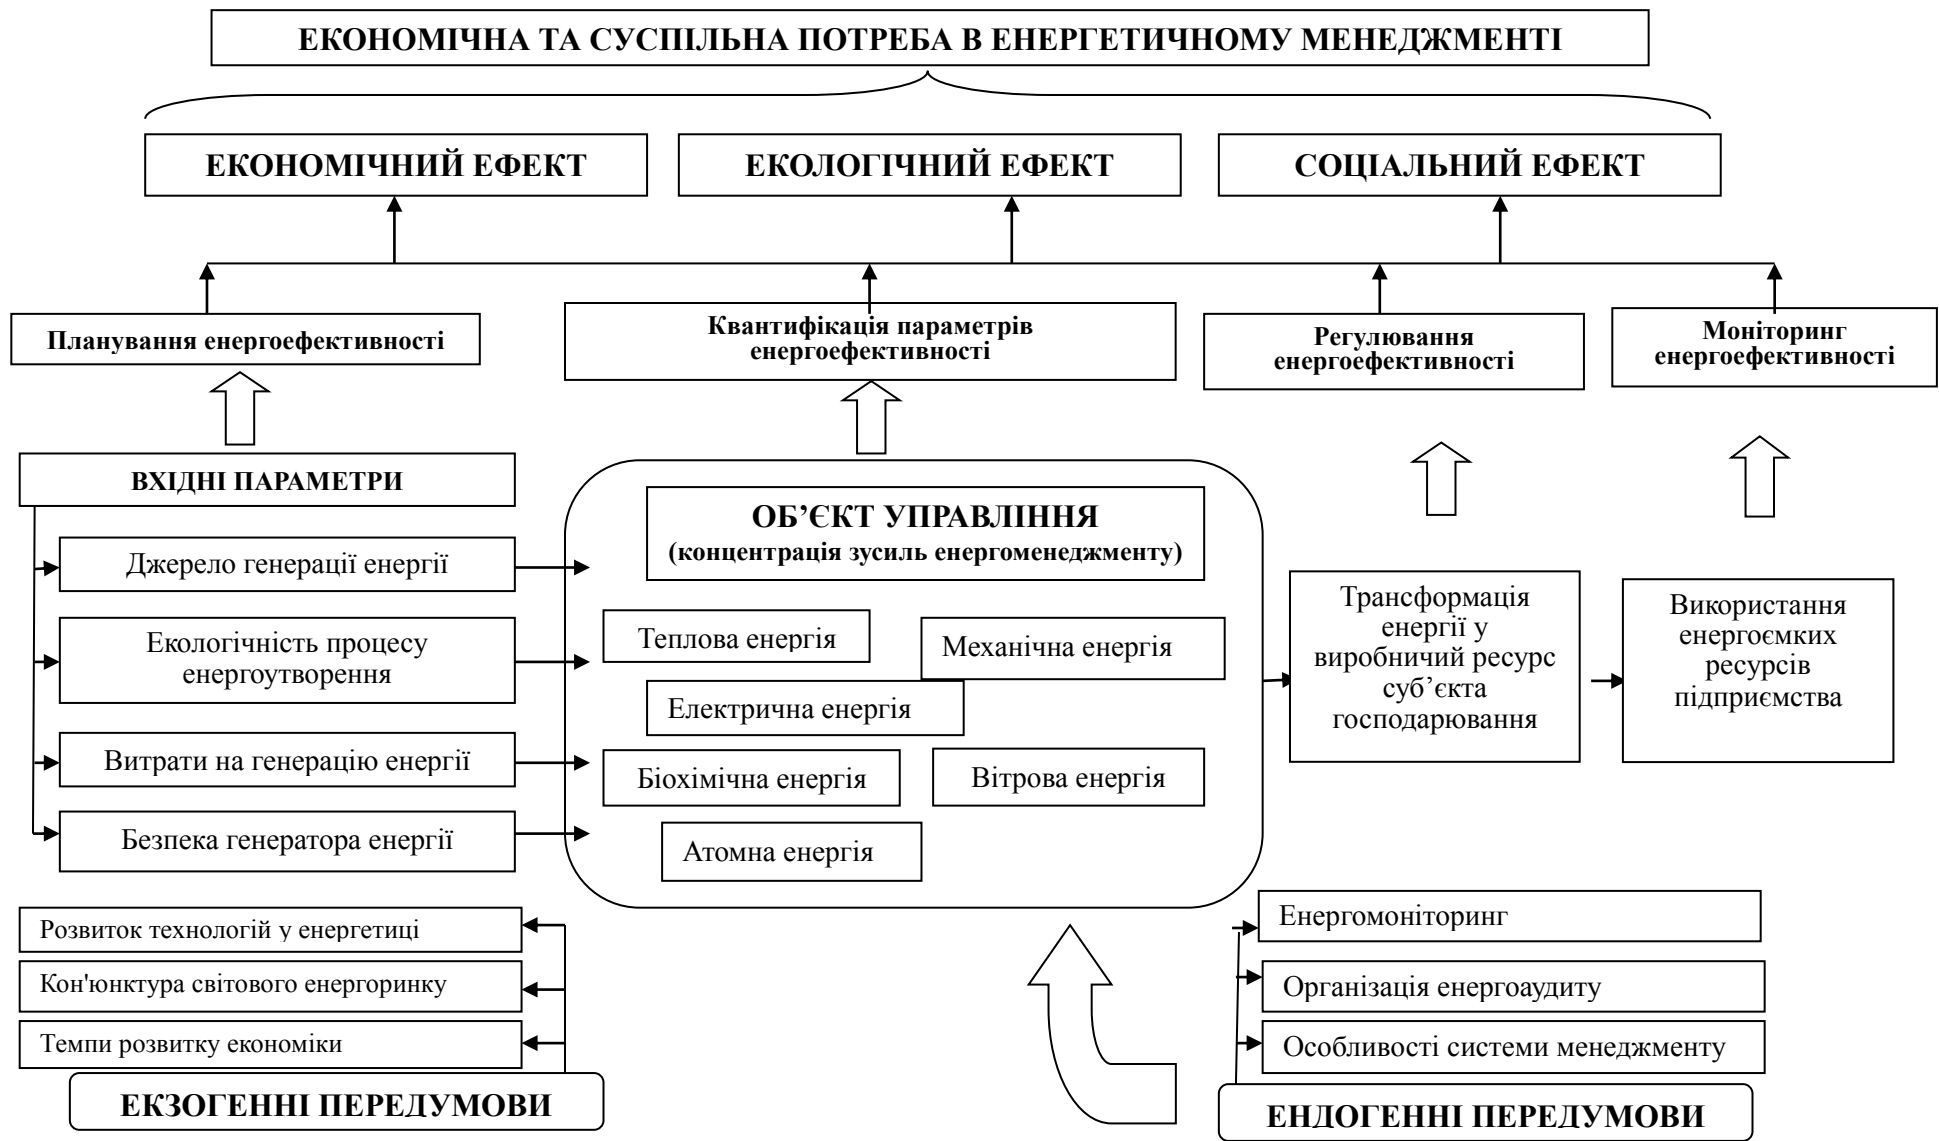 ЕКОНОМІЧНА ТА СУСПІЛЬНА ПОТРЕБА В ЕНЕРГЕТИЧНОМУ МЕНЕДЖМЕНТІ
ЕКОНОМІЧНИЙ ЕФЕКТ
ЕКОЛОГІЧНИЙ ЕФЕКТ
СОЦІАЛЬНИЙ ЕФЕКТ
Планування енергоефективності
Квантифікація параметрів
енергоефективності
Регулювання
енергоефективності
Моніторинг
енергоефективності
ВХІДНІ ПАРАМЕТРИ
Джерело генерації енергії
Екологічність процесу
енергоутворення
Витрати на генерацію енергії
Безпека генератора енергії
ОБ’ЄКТ УПРАВЛІННЯ
(концентрація зусиль енергоменеджменту)
Теплова енергія
Механічна енергія
Електрична енергія
Біохімічна енергія
Вітрова енергія
Атомна енергія
Трансформація
енергії у
виробничий ресурс
суб’єкта
господарювання
Використання
енергоємких
ресурсів
підприємства
Розвиток технологій у енергетиці
Кон'юнктура світового енергоринку
Темпи розвитку економіки
ЕКЗОГЕННІ ПЕРЕДУМОВИ
Енергомоніторинг
Організація енергоаудиту
Особливості системи менеджменту
ЕНДОГЕННІ ПЕРЕДУМОВИ